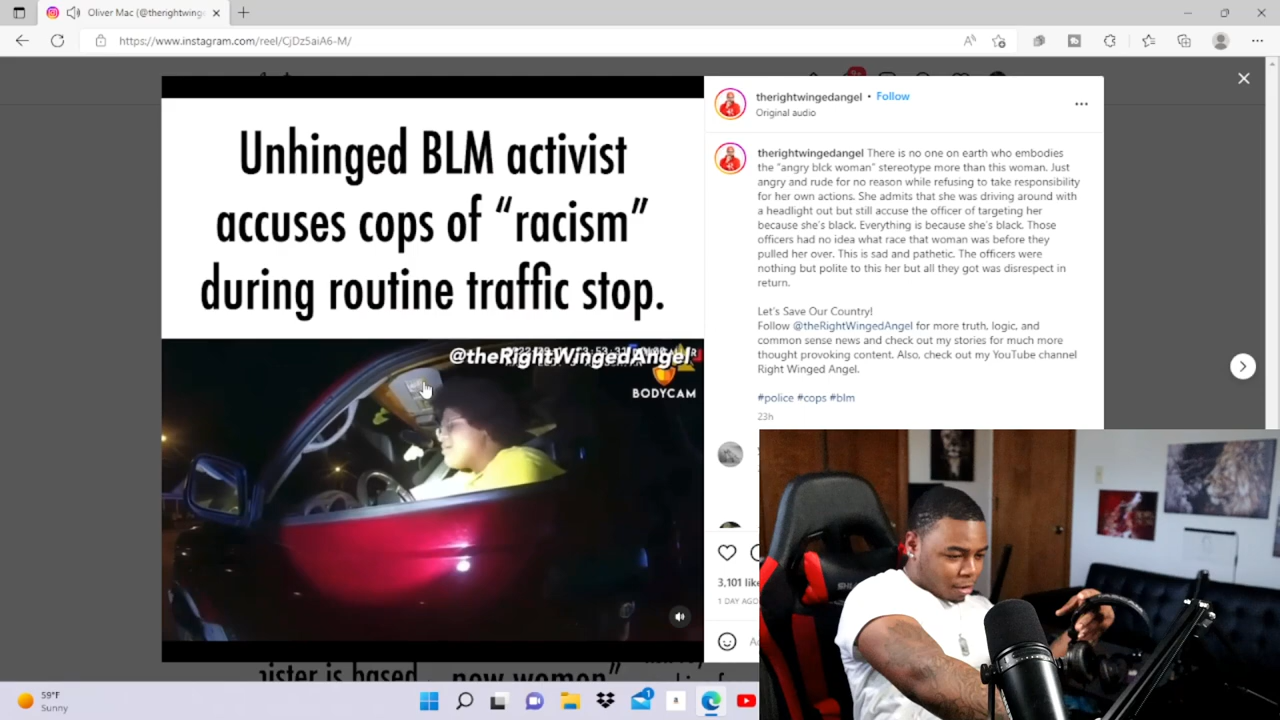 Oliver Mac (@therightwinge
https://www.instagram.com/reel/CjDz5aiA6-M/
Unhinged BLM activist
accuses cops of “racism”
during routine traffic stop.
@theRightWingedAngel
BODYCAM
therightwingedangel • Follow
Original audio
therightwingedangel There is no one on earth who embodies
the "angry blck woman" stereotype more than this woman. Just
angry and rude for no reason while refusing to take responsibility
for her own actions. She admits that she was driving around with
a headlight out but still accuse the officer of targeting her
because she's black. Everything is because she's black. Those
officers had no idea what race that woman was before they
pulled her over. This is sad and pathetic. The officers were
nothing but polite to this her but all they got was disrespect in
return.
Let's Save Our Country!
Follow @theRightWingedAngel for more truth, logic, and
common sense news and check out my stories for much more
thought provoking content. Also, check out my YouTube channel
Right Winged Angel.
#police #cops #blm
23h
3,101 like
1 DAY AGO
sister is based
now women"
59°F
Sunny